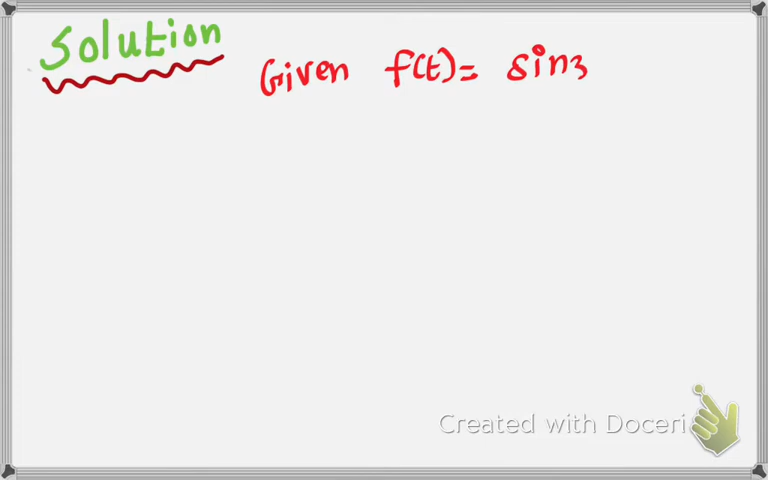 Solution
Given f(t)= sin3
Created with Doceri